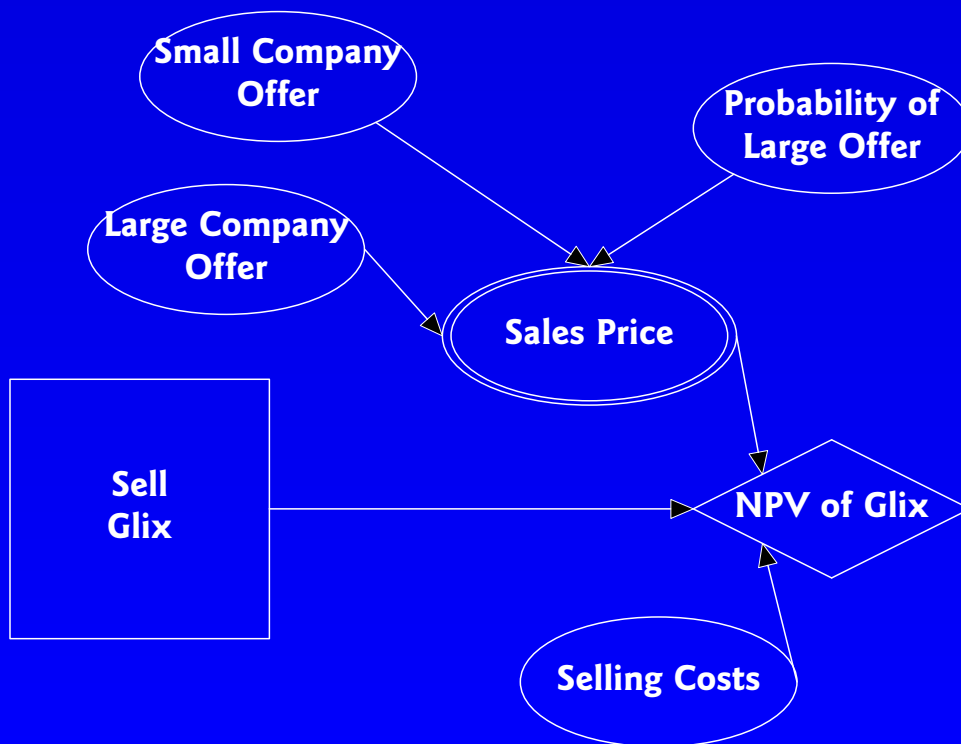 Small Company
Offer
Probability of
Large Offer
Large Company
Offer
Sales Price
Sell
Glix
NPV of Glix
Selling Costs